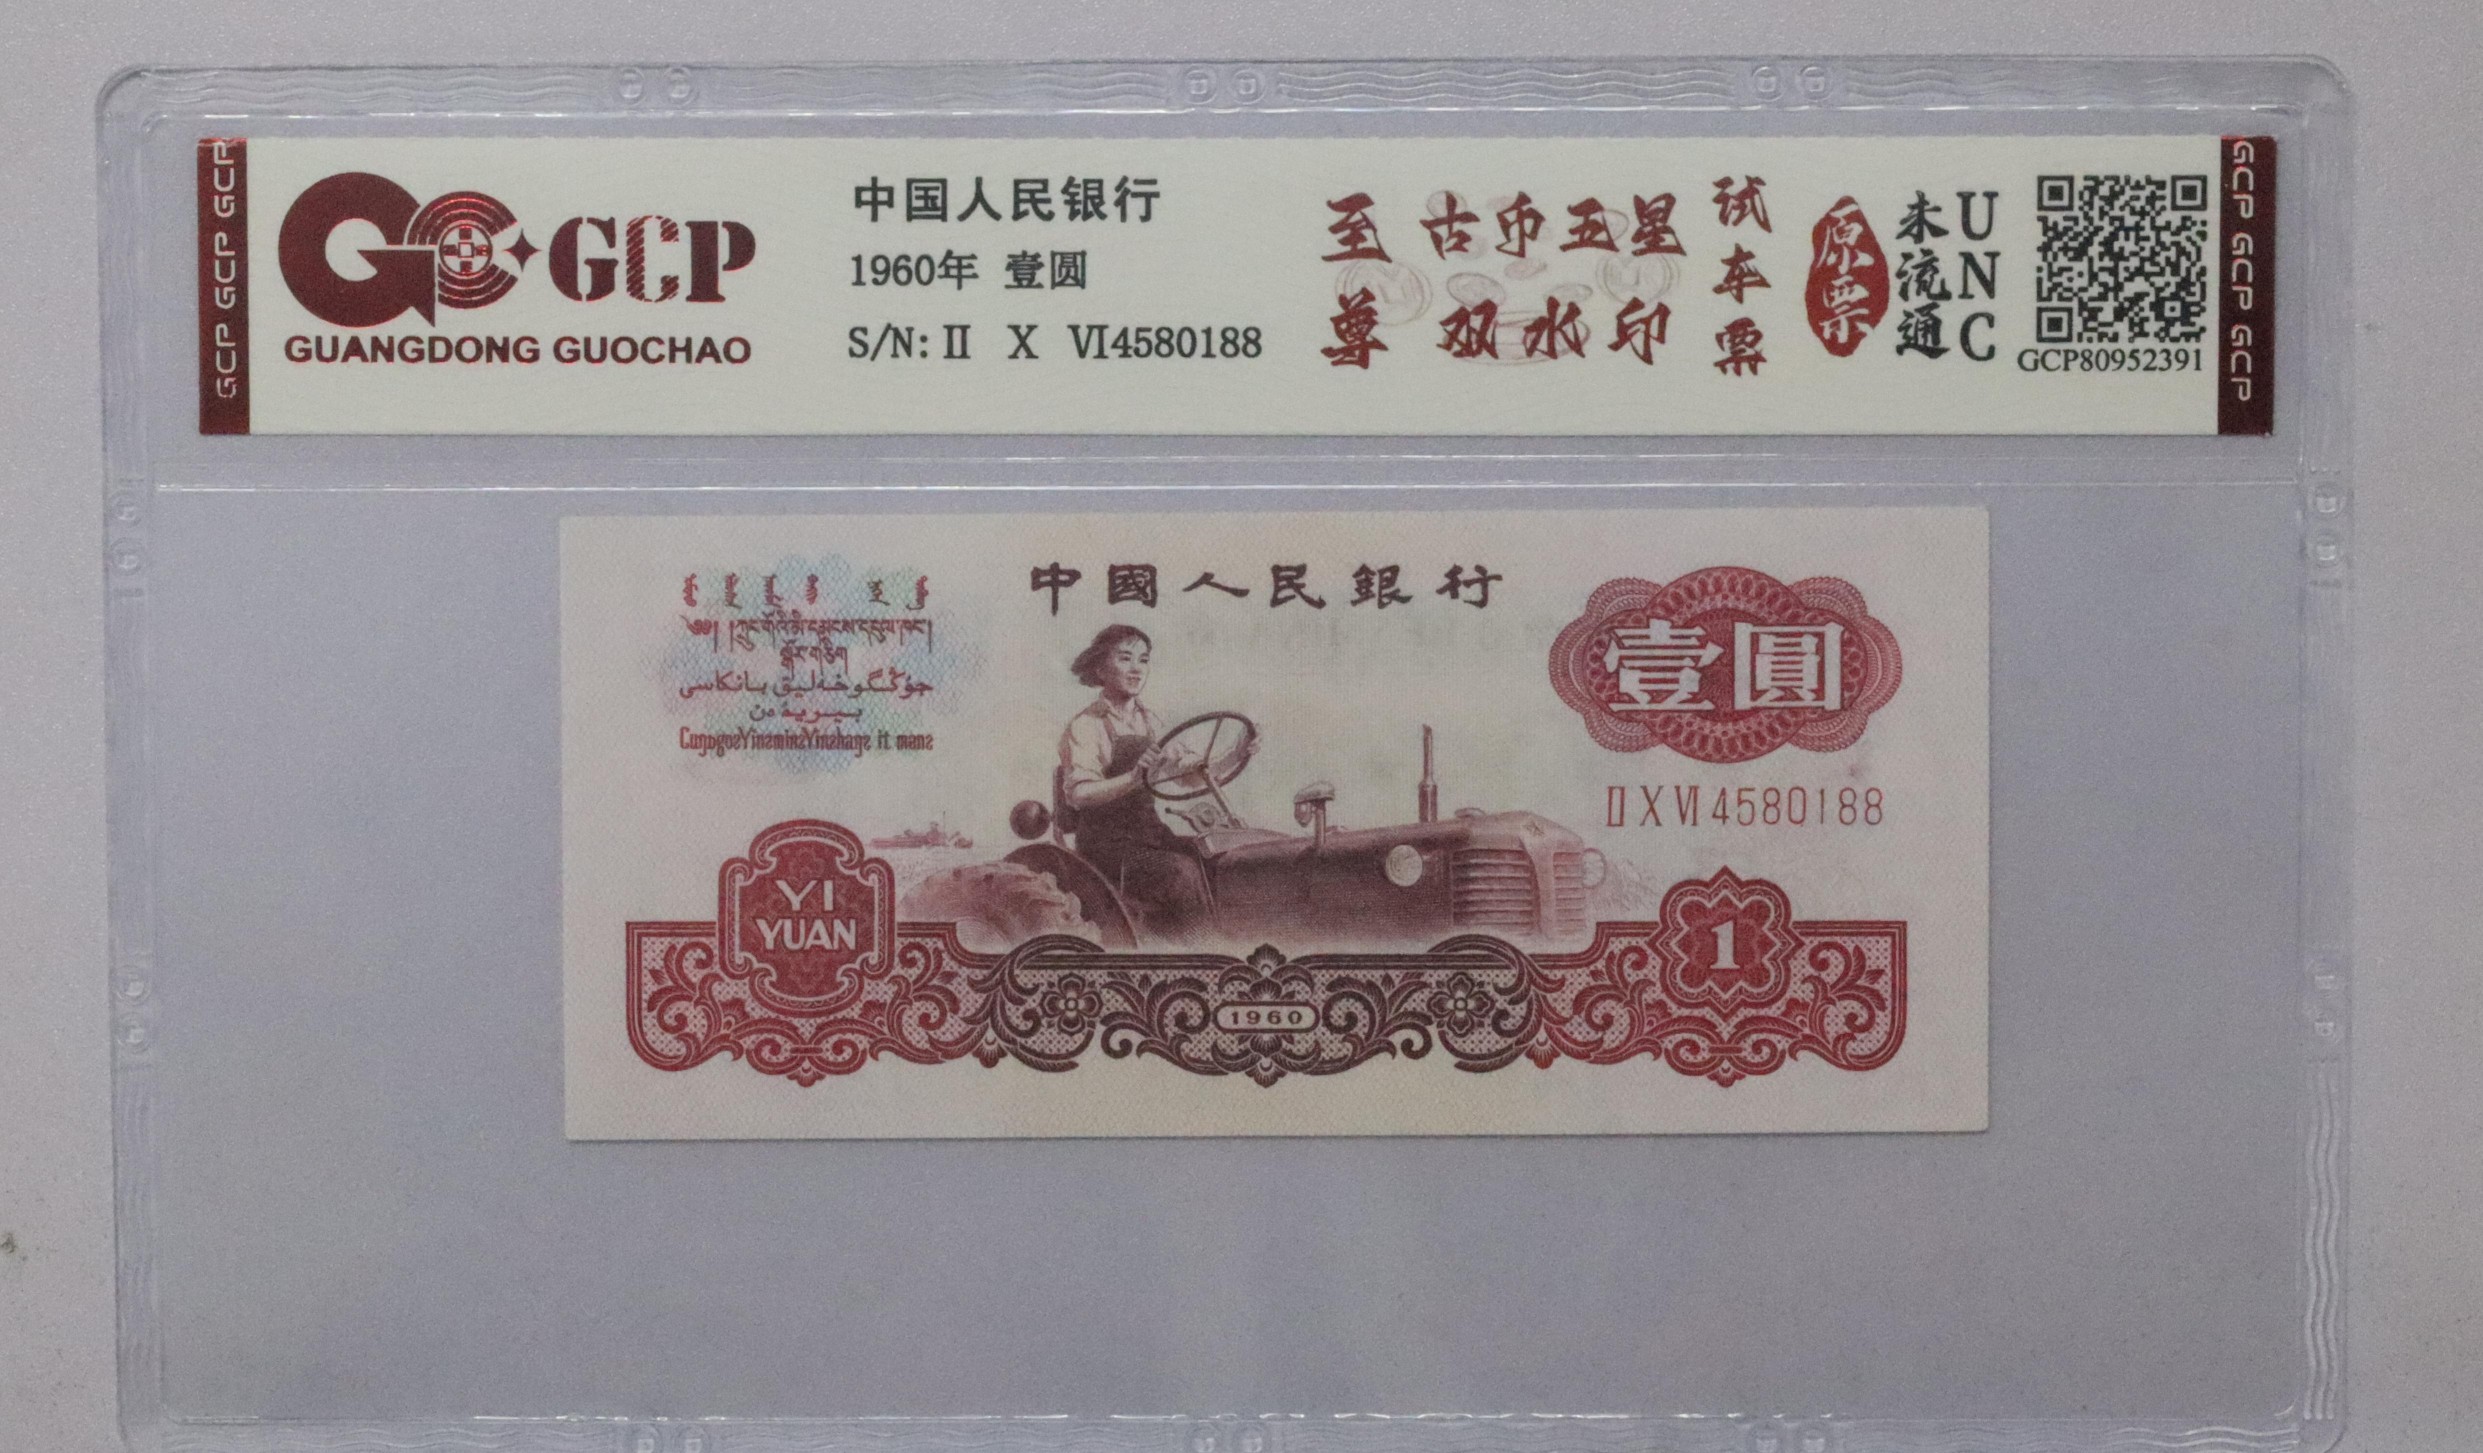 GCP GCP GCP
GCP
GUANGDONG GUOCHAO
中国人民银行
1960年 壹圆
S/N: Ⅱ X Ⅵ4580188
至尊
古币五星
双水印
试车票
原票
未流通
UNC
GCP80952391
GCP GCP GCP
中國人民銀行
壹圓
ⅡXⅥ4580188
YI
YUAN
1960
1